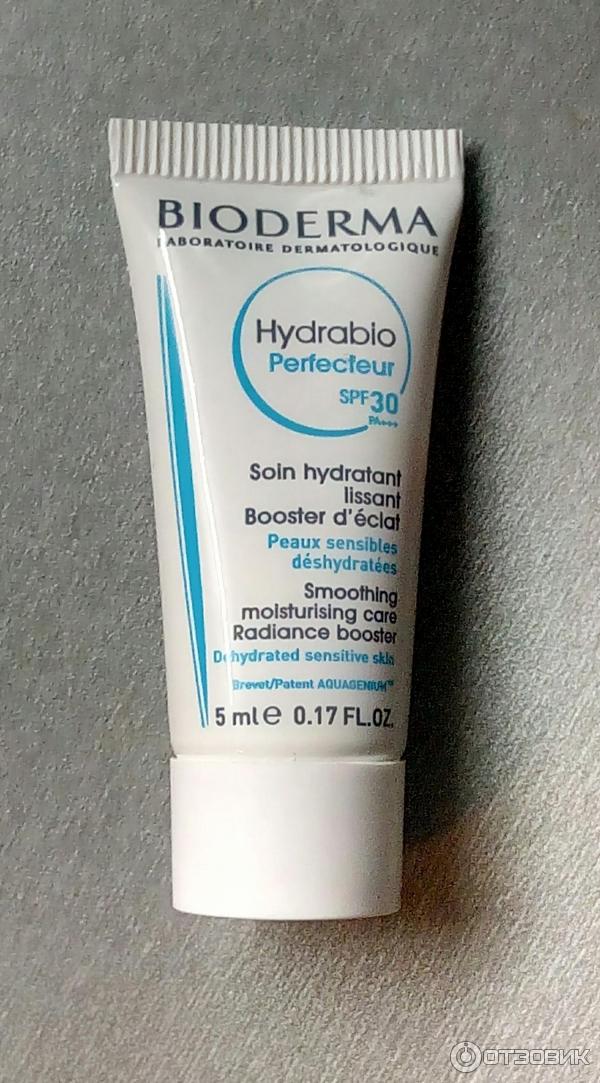 BIODERMA
LABORATOIRE DERMATOLOGIQUE
Hydrabio
Perfecteur
SPF30
PA+++
Soin hydratant
lissant
Booster d'éclat
Peaux sensibles
déshydratées
Smoothing
moisturising care
Radiance booster
Dehydrated sensitive skin
Brevet/Patent AQUAGENIUM™
5 ml e 0.17 FL.OZ.
ОТЗОВИК